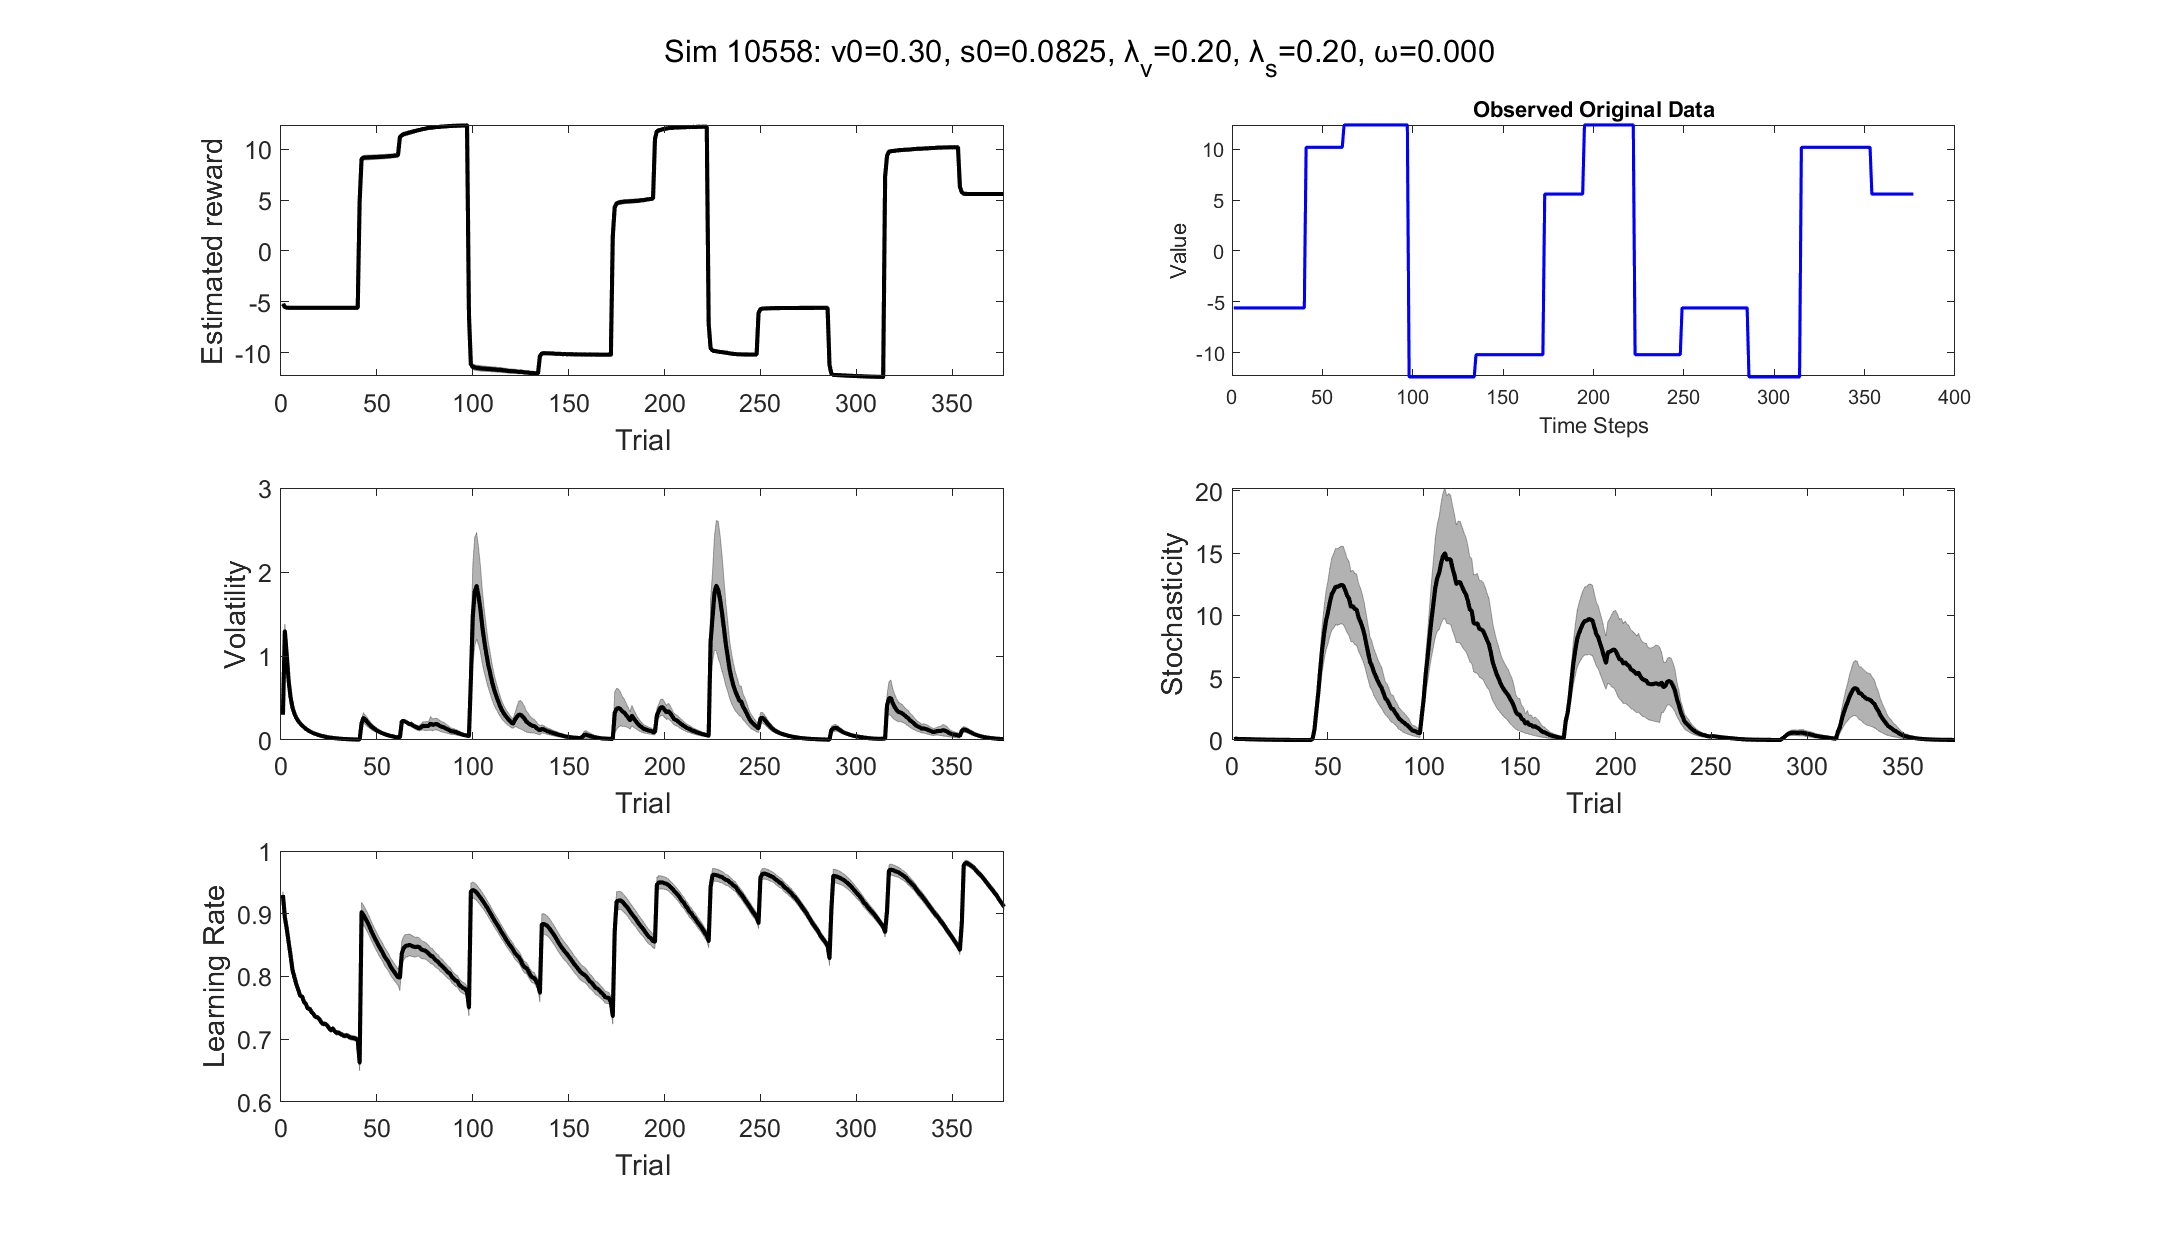 Sim 10558: v0=0.30, s0=0.0825, λv=0.20, λs=0.20, ω=0.000
Estimated reward
10
5
0
-5
-10
0 50 100 150 200 250 300 350
Trial
Observed Original Data
Value
10
5
0
-5
-10
0 50 100 150 200 250 300 350 400
Time Steps
Volatility
3
2
1
0
0 50 100 150 200 250 300 350
Trial
Stochasticity
20
15
10
5
0
0 50 100 150 200 250 300 350
Trial
Learning Rate
1
0.9
0.8
0.7
0.6
0 50 100 150 200 250 300 350
Trial